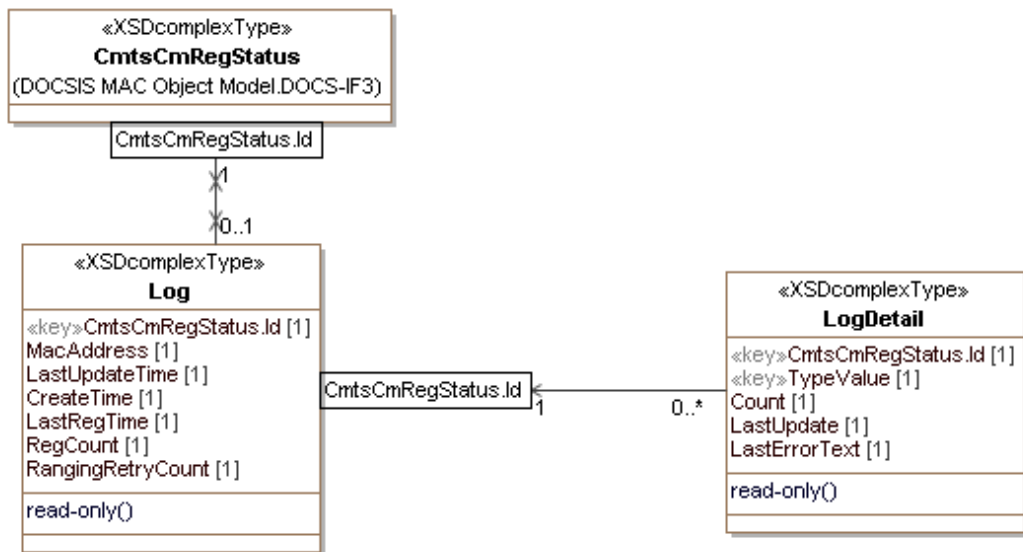 «XSDcomplexType»
CmtsCmRegStatus
(DOCSIS MAC Object Model.DOCS-IF3)
CmtsCmRegStatus.Id
1
0..1
«XSDcomplexType»
Log
«key»CmtsCmRegStatus.Id [1]
MacAddress [1]
LastUpdateTime [1]
CreateTime [1]
LastRegTime [1]
RegCount [1]
RangingRetryCount [1]
read-only()
CmtsCmRegStatus.Id
1
0..*
«XSDcomplexType»
LogDetail
«key»CmtsCmRegStatus.Id [1]
«key»TypeValue [1]
Count [1]
LastUpdate [1]
LastErrorText [1]
read-only()